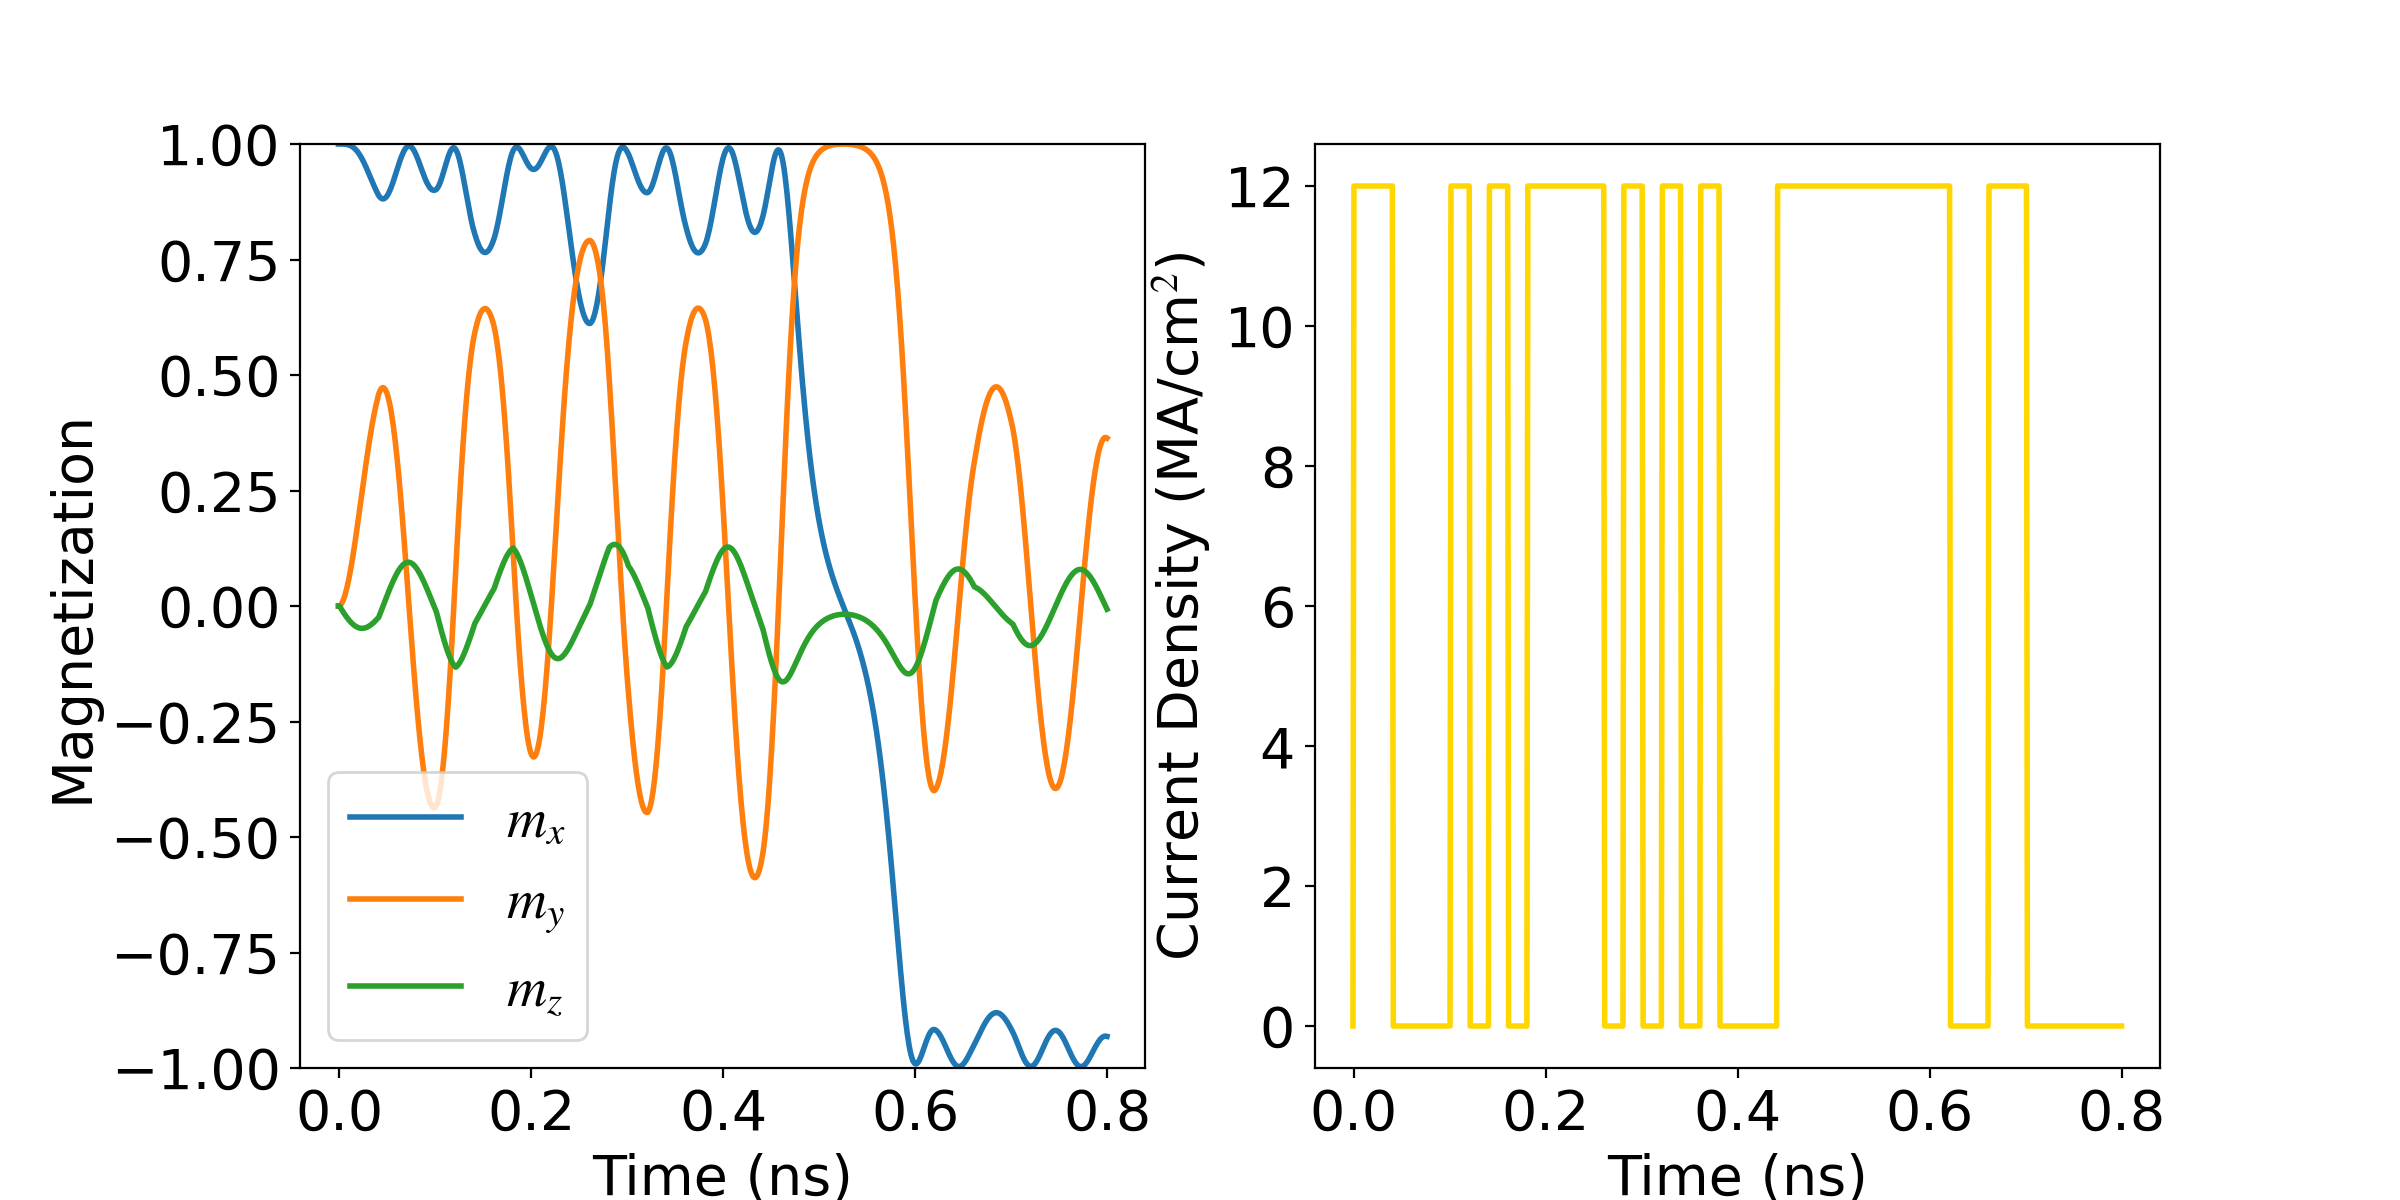 Magnetization
1.00
0.75
0.50
0.25
0.00
−0.25
−0.50
−0.75
−1.00
m_x
m_y
m_z
0.0 0.2 0.4 0.6 0.8
Time (ns)
Current Density (MA/cm²)
12
10
8
6
4
2
0
0.0 0.2 0.4 0.6 0.8
Time (ns)